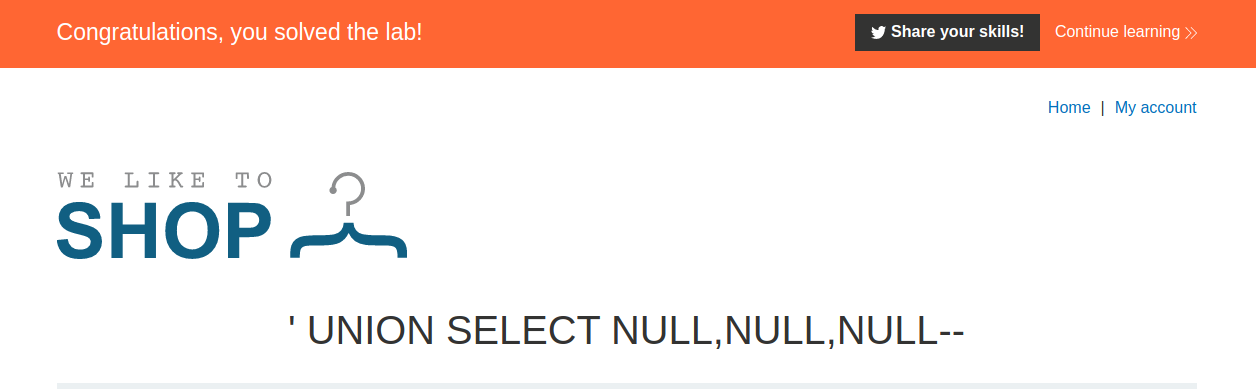 Congratulations, you solved the lab!
Share your skills!
Continue learning
Home | My account
WE LIKE TO
SHOP
' UNION SELECT NULL,NULL,NULL--